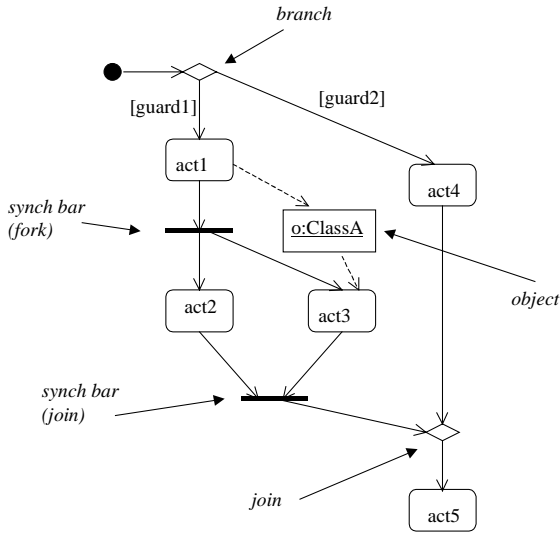 branch
[guard1]
[guard2]
act1
act4
synch bar
(fork)
o:ClassA
object
act2
act3
synch bar
(join)
join
act5